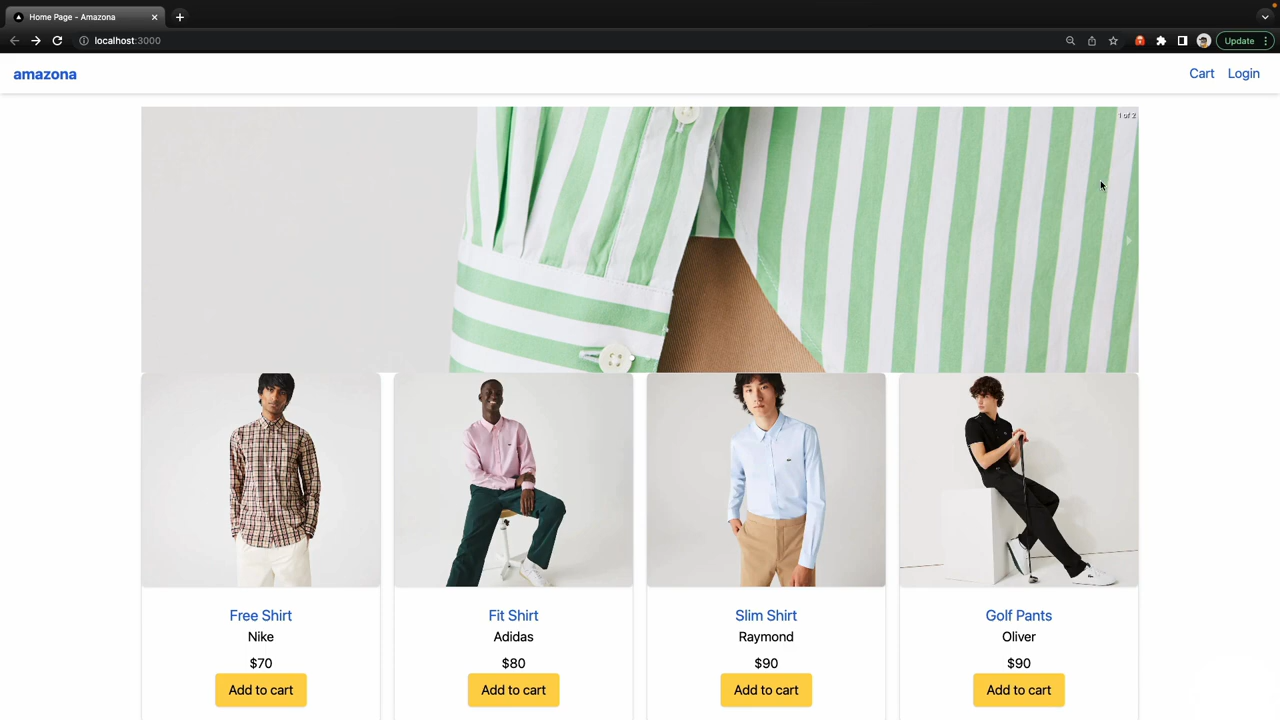 Home Page - Amazona
localhost:3000
Update
amazona
Cart
Login
1 of 2
Free Shirt
Nike
$70
Add to cart
Fit Shirt
Adidas
$80
Add to cart
Slim Shirt
Raymond
$90
Add to cart
Golf Pants
Oliver
$90
Add to cart